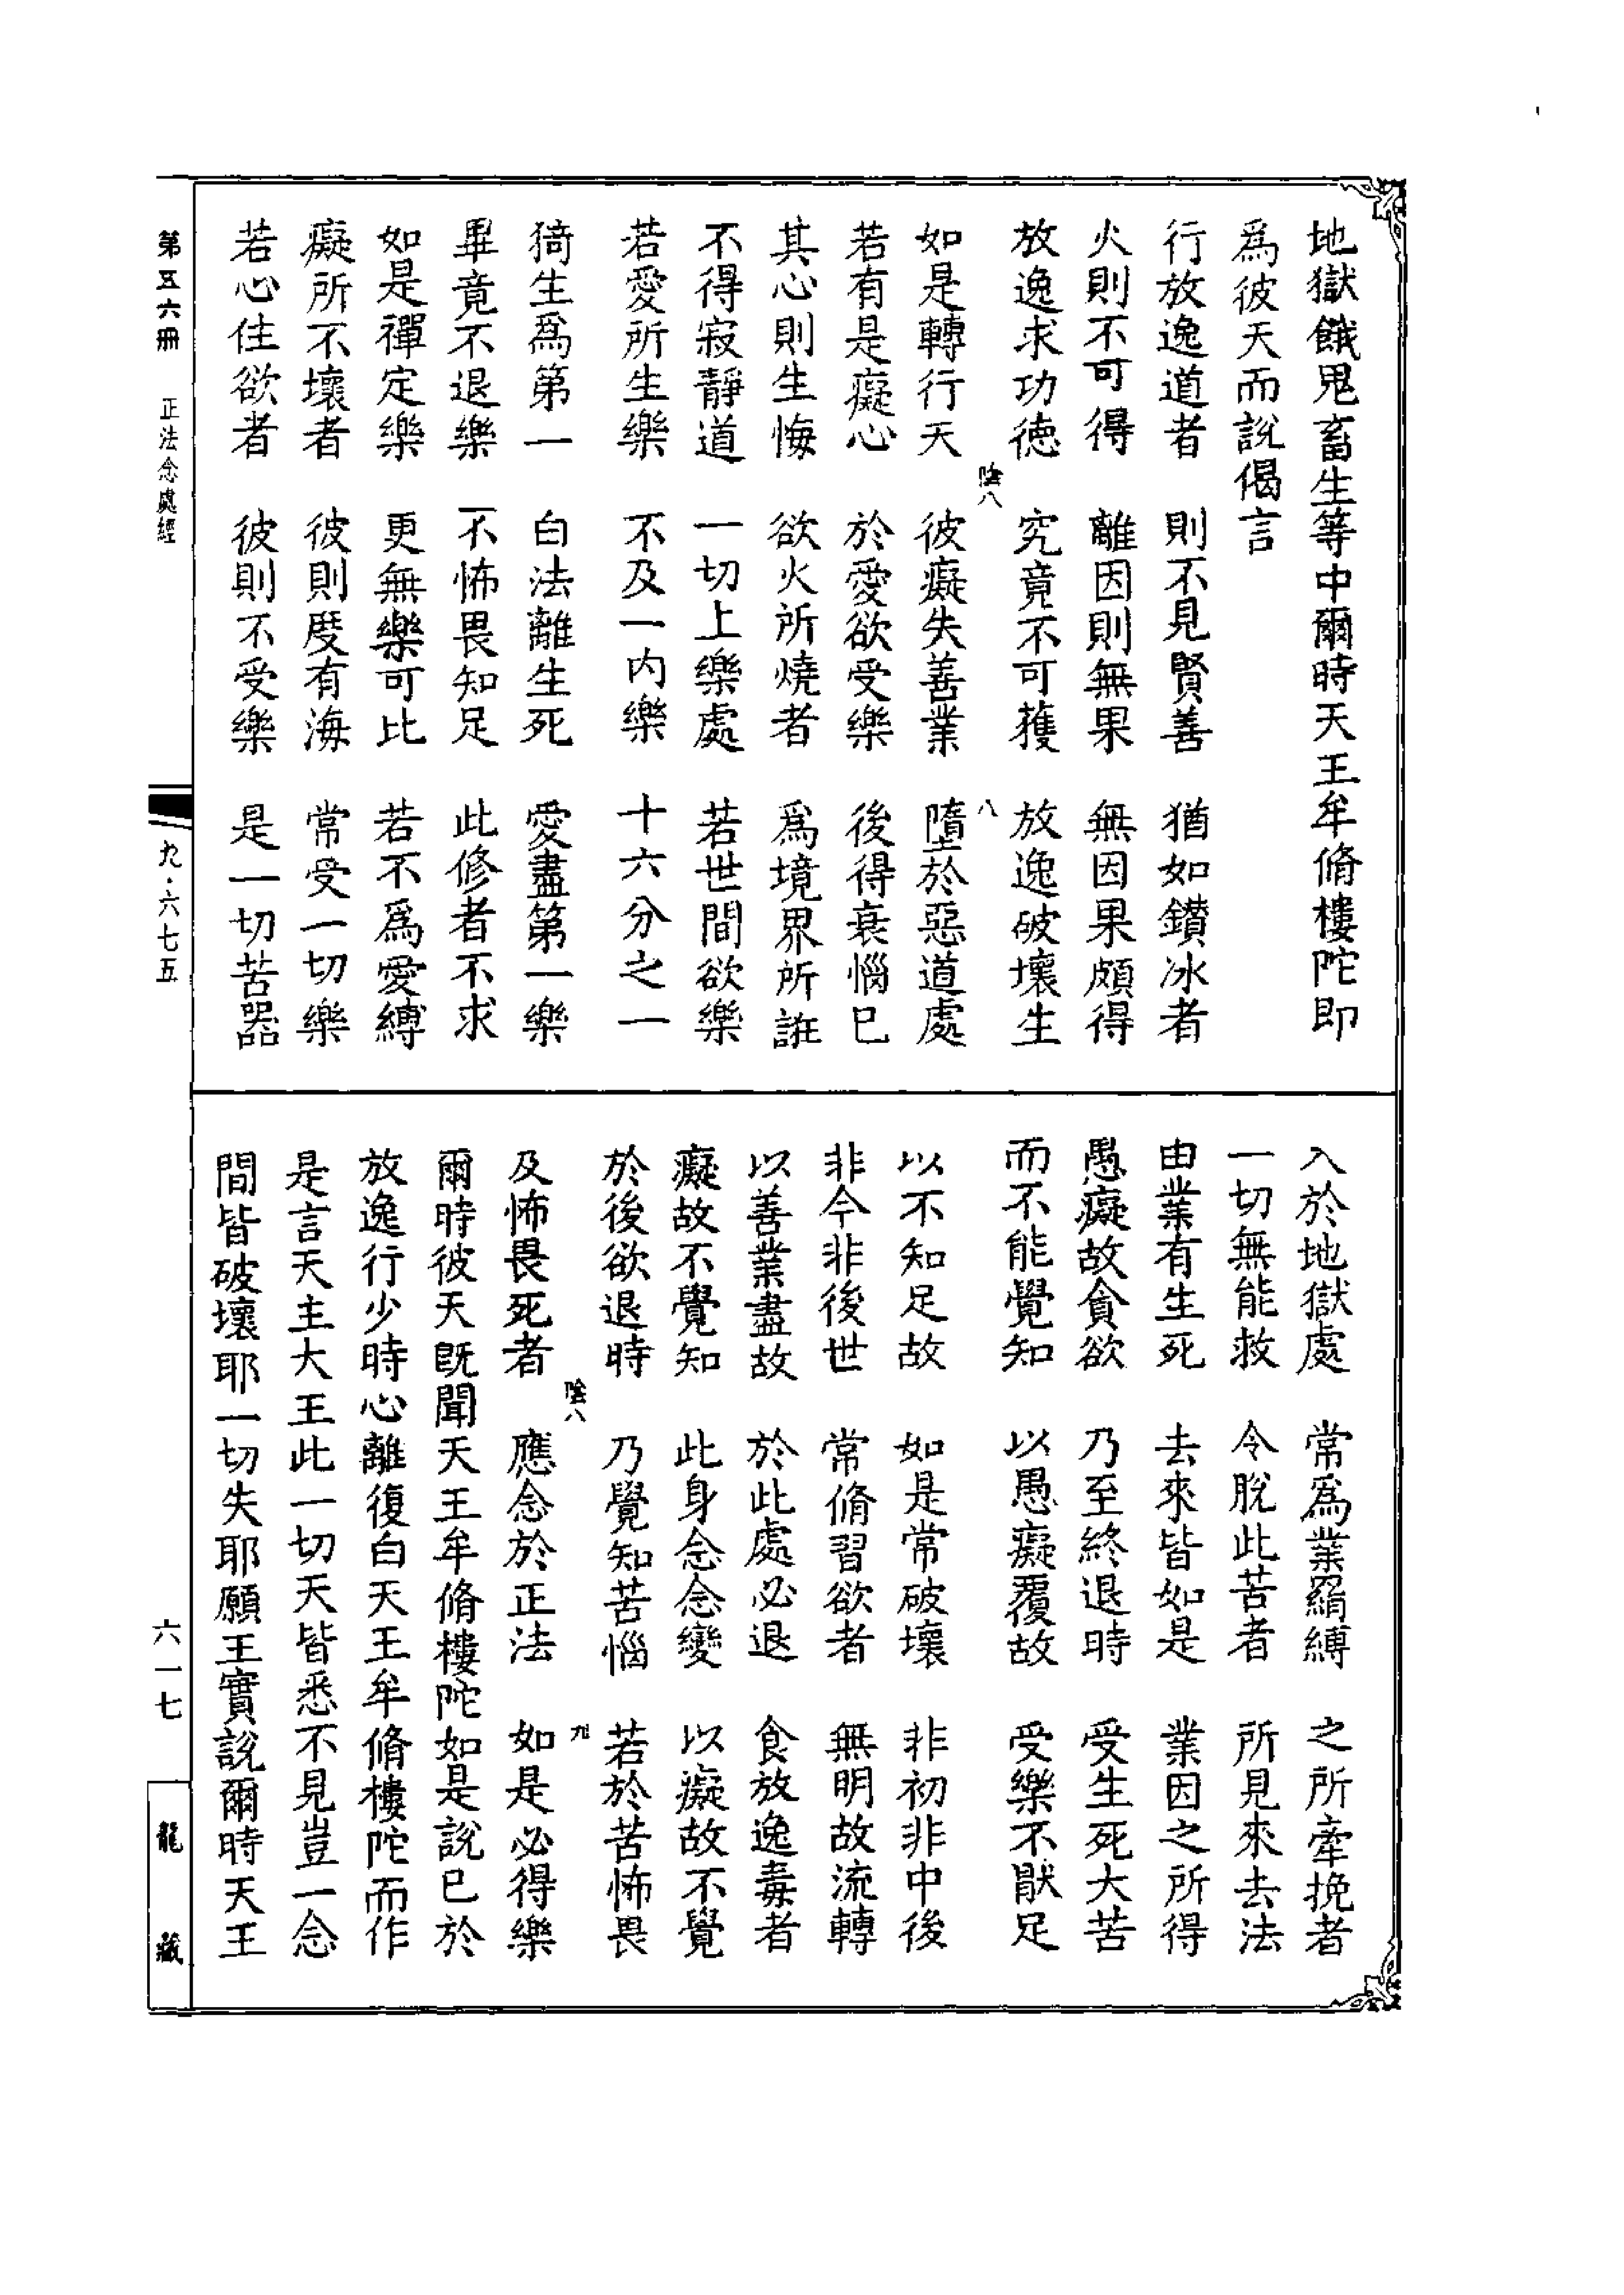 地獄餓鬼畜生等中爾時天王牟脩樓陀即
爲彼天而說偈言
行放逸道者 則不見賢善 猶如鑚冰者
火則不可得 離因則無果 無因果頗得
放逸求功德 究竟不可獲 放逸破壞生
陰八 八
如是轉行天 彼癡失善業 墮於惡道處
若有是癡心 於愛欲受樂 後得衰惱已
其心則生悔 欲火所燒者 爲境界所誑
不得寂靜道 一切上樂處 若世間欲樂
若愛所生樂 不及一內樂 十六分之一
猗生爲第一 白法離生死 愛盡第一樂
畢竟不退樂 不怖畏知足 此修者不求
如是禪定樂 更無樂可比 若不爲愛縛
癡所不壞者 彼則度有海 常受一切樂
若心住欲者 彼則不受樂 是一切苦器
入於地獄處 常爲業羂縛 之所牽挽者
一切無能救 令脫此苦者 所見來去法
由業有生死 去來皆如是 業因之所得
愚癡故貪欲 乃至終退時 受生死大苦
而不能覺知 以愚癡覆故 受樂不猒足
以不知足故 如是常破壞 非初非中後
非今非後世 常脩習欲者 無明故流轉
以善業盡故 於此處必退 食放逸毒者
癡故不覺知 此身念念變 以癡故不覺
於後欲退時 乃覺知苦惱 若於苦怖畏
陰八 九
及怖畏死者 應念於正法 如是必得樂
爾時彼天既聞天王牟脩樓陀如是說已於
放逸行少時心離復白天王牟脩樓陀而作
是言天主大王此一切天皆悉不見豈一念
間皆破壞耶一切失耶願王實說爾時天王
第五六冊 正法念處經
九·六七五
六一七
龍藏